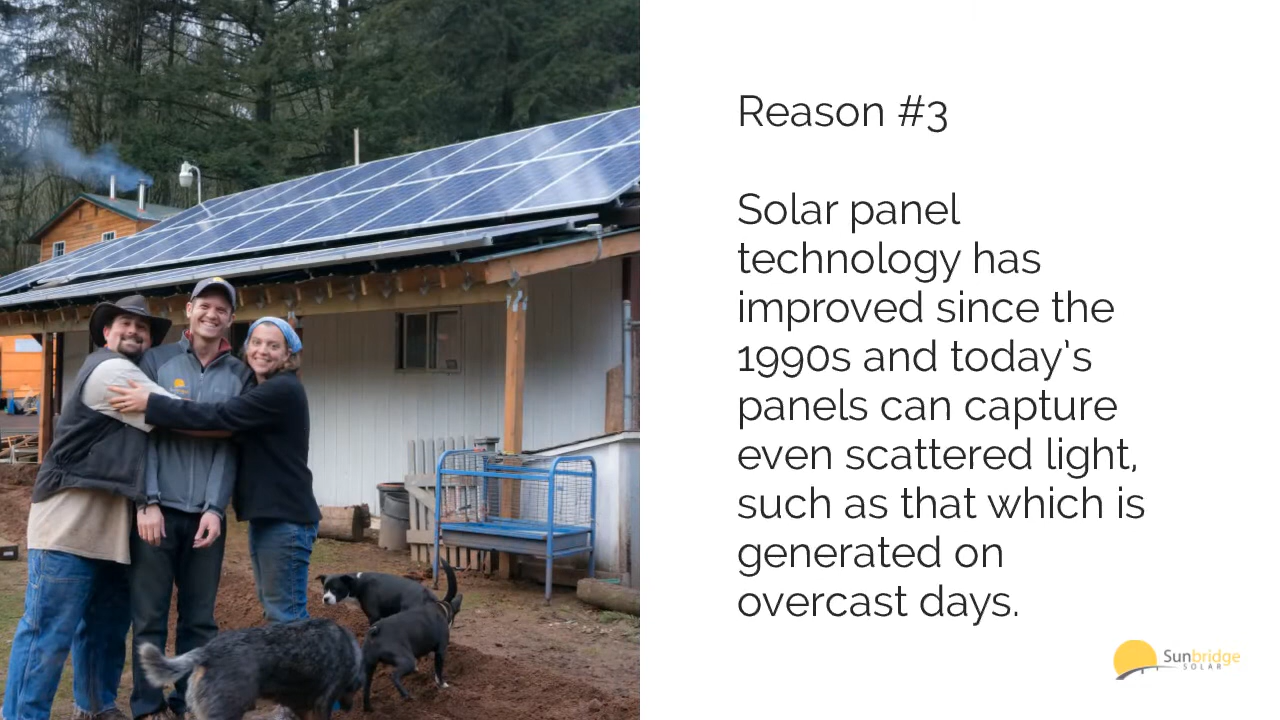 Reason #3
Solar panel
technology has
improved since the
1990s and today's
panels can capture
even scattered light,
such as that which is
generated on
overcast days.
Sunbridge
SOLAR